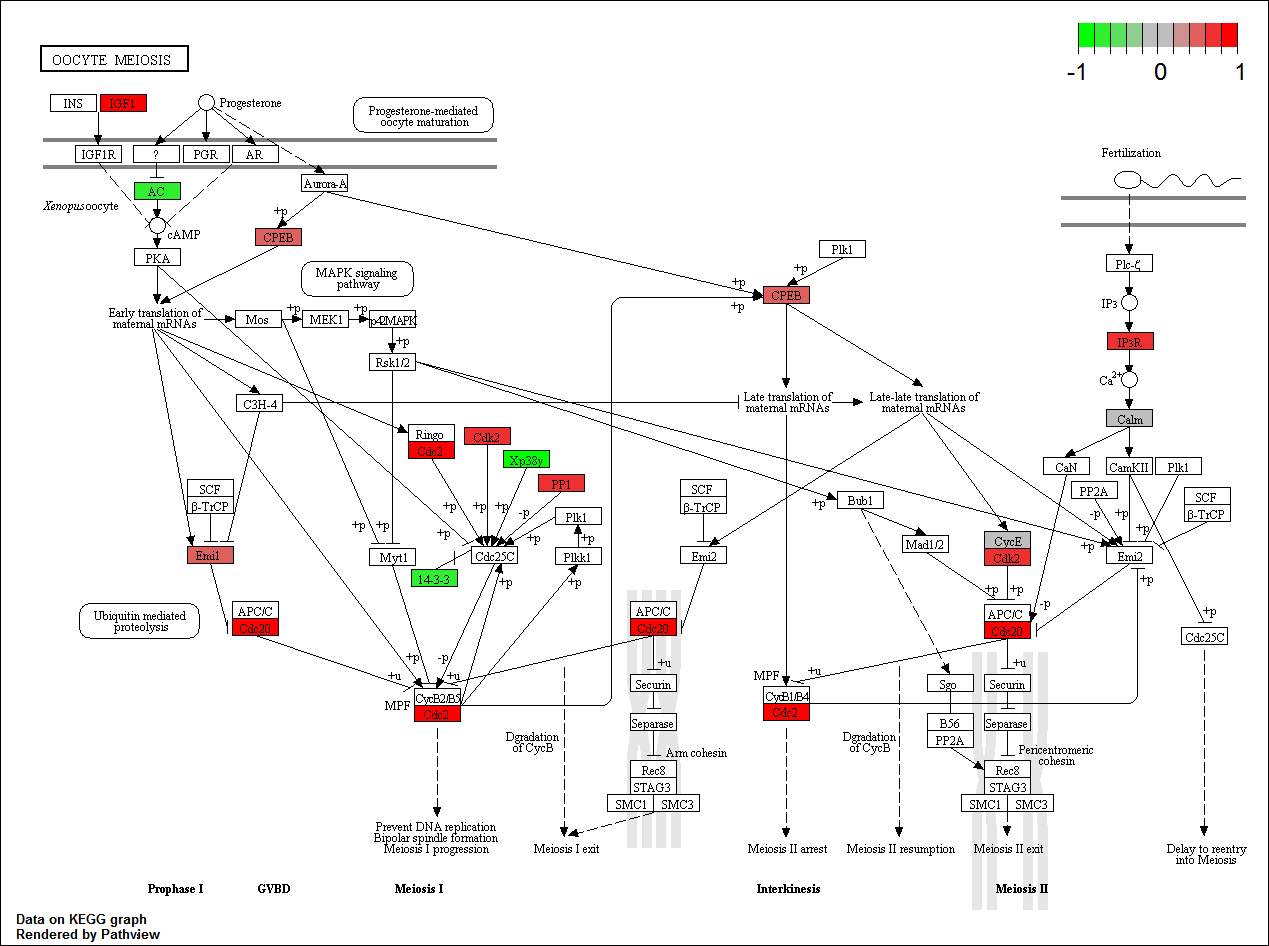 OOCYTE MEIOSIS
-1 0 1
INS
IGF1
Progesterone
Progesterone-mediated
oocyte maturation
IGF1R
?
PGR
AR
Fertilization
Aurora-A
AC
Xenopus oocyte
cAMP
+p
CPEB
PKA
Plk1
Plc-ζ
MAPK signaling
pathway
+p
+p
CPEB
+p
IP3
Early translation of
maternal mRNAs
Mos
+p
MEK1
+p
p42MAPK
+p
Rsk1/2
IP3R
Ca2+
C3H-4
Late translation of
maternal mRNAs
Late-late translation of
maternal mRNAs
Calm
Ringo
Cdc2
Cdk2
Xp38γ
PP1
CaN
CamKII
Plk1
SCF
β-TrCP
SCF
β-TrCP
PP2A
SCF
β-TrCP
+p
+p
+p
-p
Plk1
+p
Bub1
-p
+p
+p
+p
+p
+p
+p
+p
Emi1
Myt1
Cdc25C
Plkk1
Emi2
Mad1/2
CycE
Cdk2
+p
Emi2
14-3-3
+p
+p
+p
+p
+p
Ubiquitin mediated
proteolysis
APC/C
Cdc20
APC/C
Cdc20
APC/C
Cdc20
-p
+p
Cdc25C
+p
-p
+u
+u
+u
+u
MPF
CycB2/B5
Cdc2
Securin
MPF
CycB1/B4
Cdc2
Sgo
Securin
Separase
B56
PP2A
Separase
Dgradation
of CycB
Arm cohesin
Dgradation
of CycB
Pericentromeric
cohesin
Rec8
STAG3
SMC1
SMC3
Rec8
STAG3
SMC1
SMC3
Prevent DNA replication
Bipolar spindle formation
Meiosis I progression
Meiosis I exit
Meiosis II arrest
Meiosis II resumption
Meiosis II exit
Delay to reentry
into Meiosis
Prophase I
GVBD
Meiosis I
Interkinesis
Meiosis II
Data on KEGG graph
Rendered by Pathview